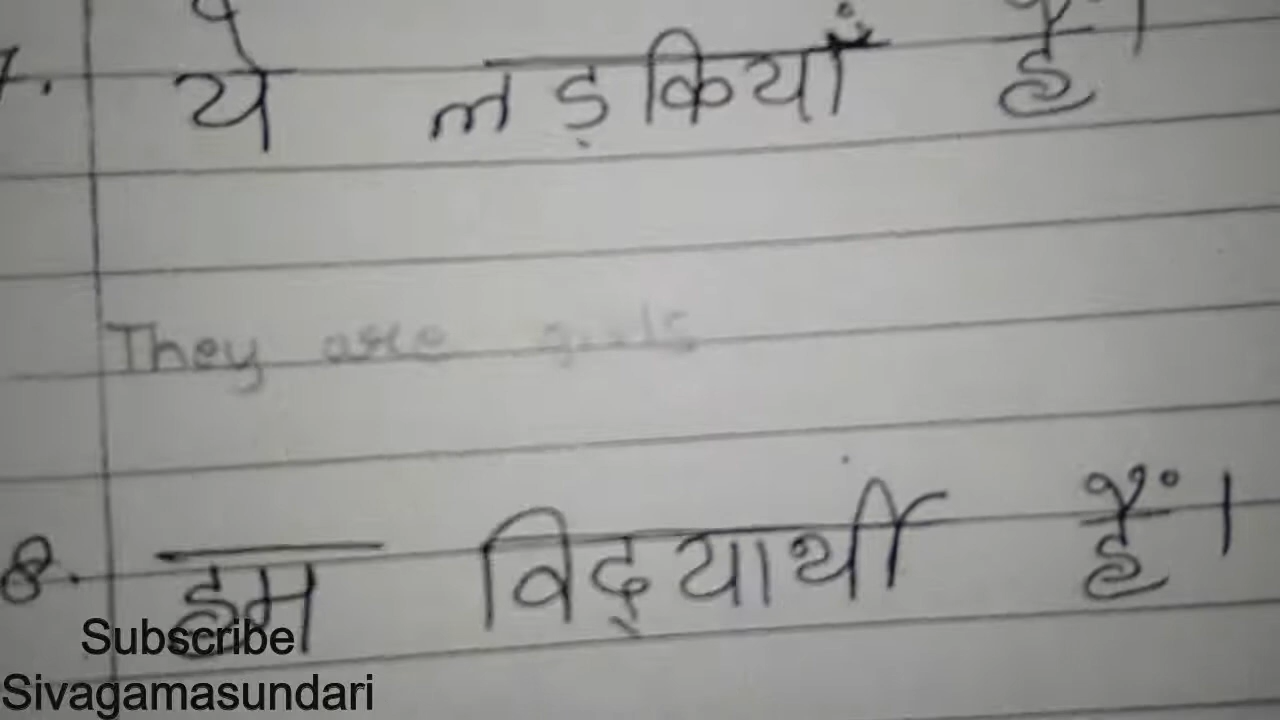 7. ये लड़कियाँ हैं।
They are girls
8. हम विद्यार्थी हैं।
Subscribe
Sivagamasundari